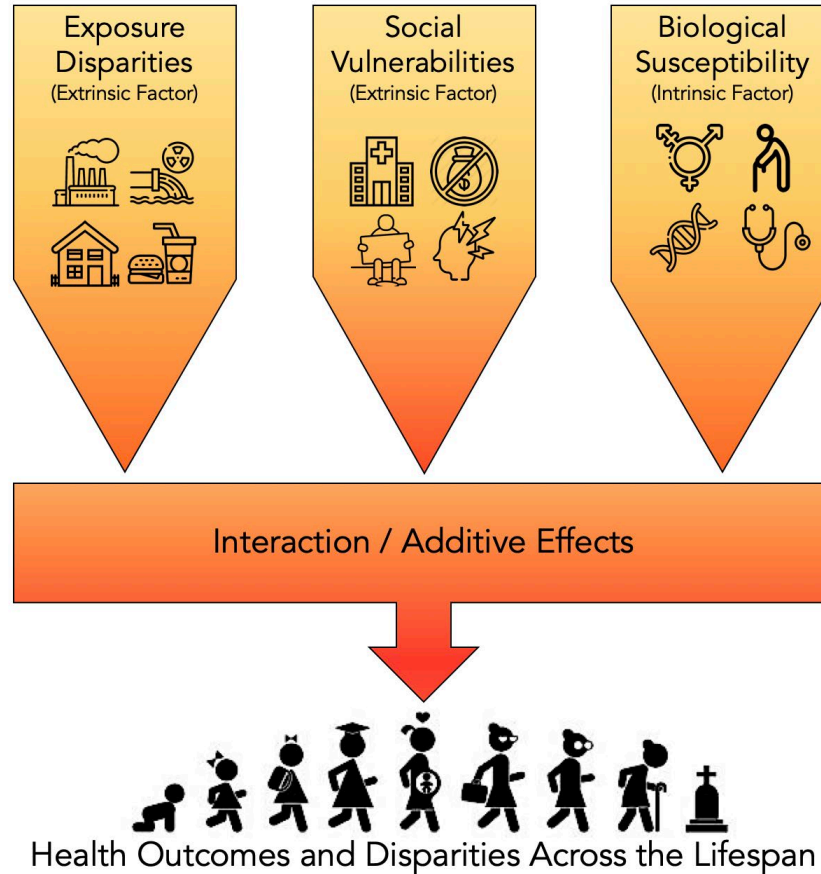 Exposure
Disparities
(Extrinsic Factor)
Social
Vulnerabilities
(Extrinsic Factor)
Biological
Susceptibility
(Intrinsic Factor)
Interaction / Additive Effects
Health Outcomes and Disparities Across the Lifespan